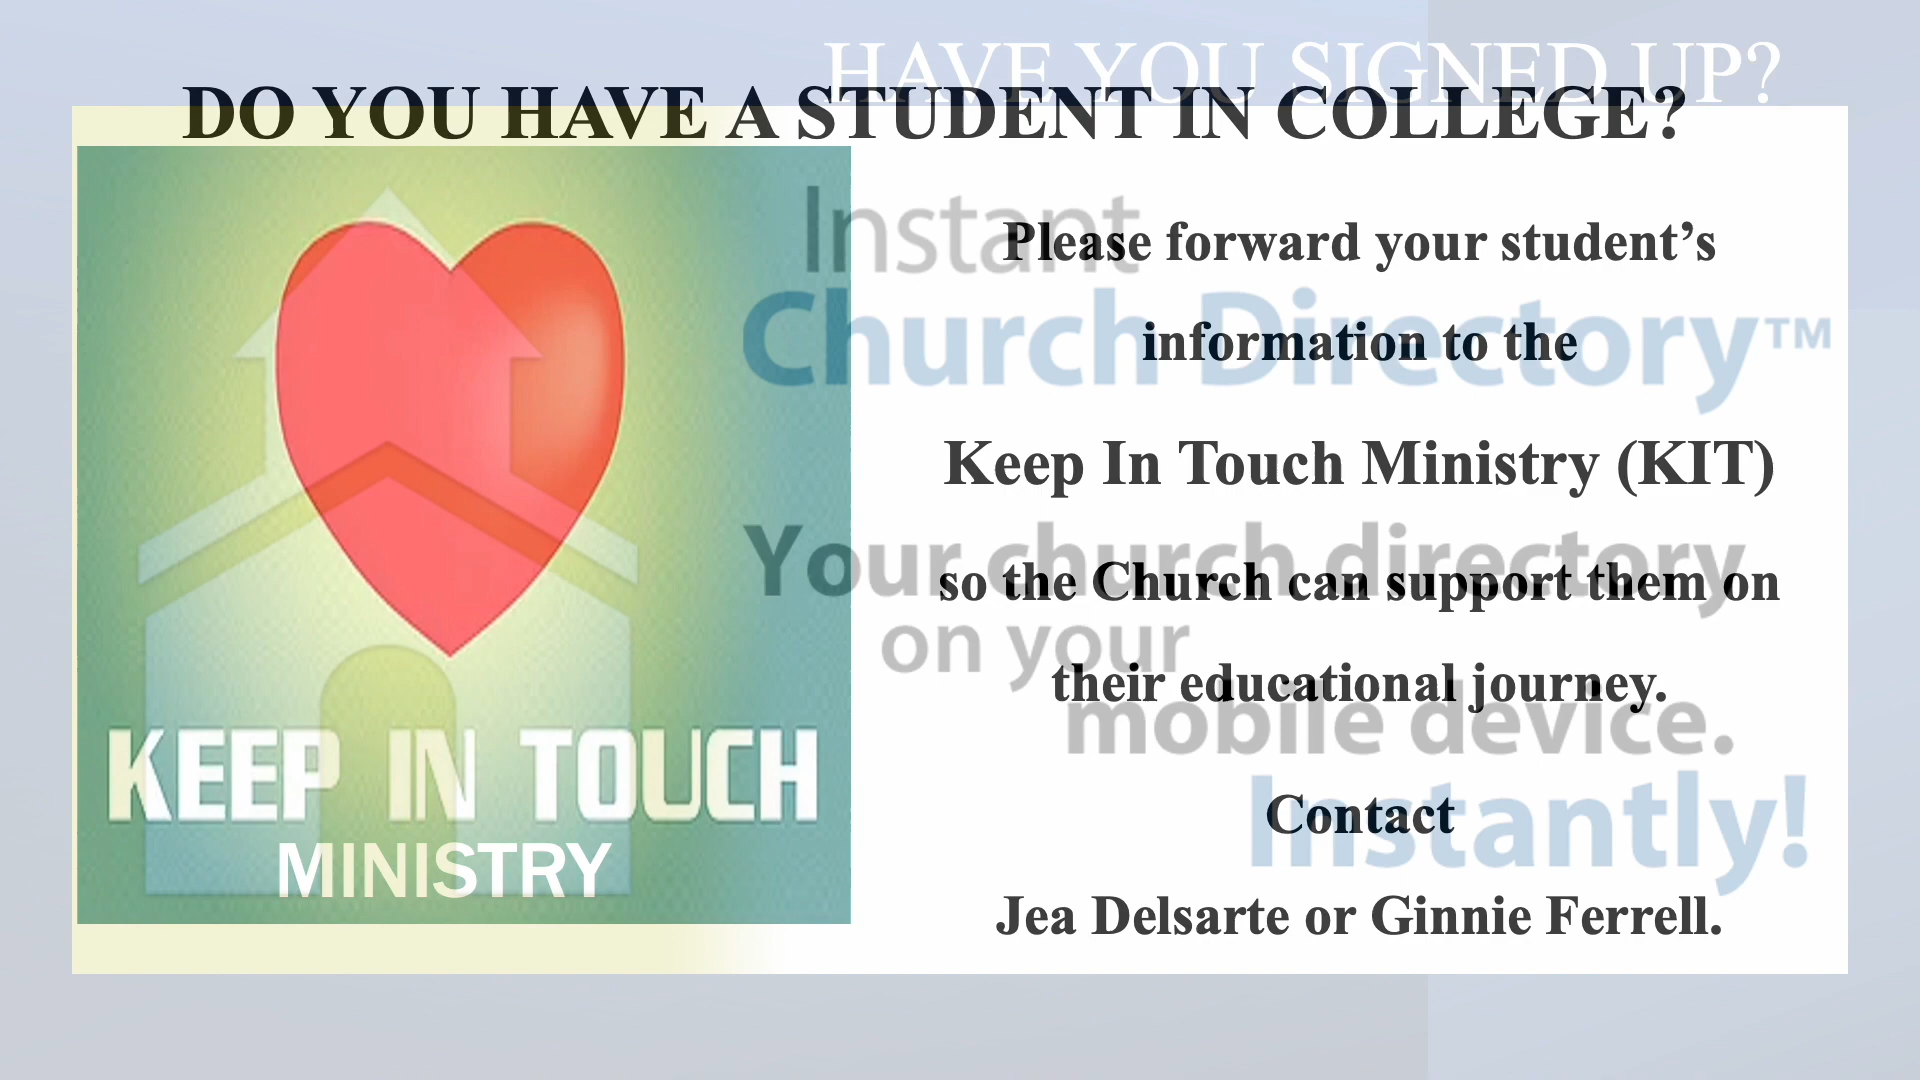 HAVE YOU SIGNED UP?
DO YOU HAVE A STUDENT IN COLLEGE?
Instant
Church Directory™
Your church directory
on your
mobile device.
Instantly!
Please forward your student’s
information to the
Keep In Touch Ministry (KIT)
so the Church can support them on
their educational journey.
Contact
Jea Delsarte or Ginnie Ferrell.
KEEP IN TOUCH
MINISTRY